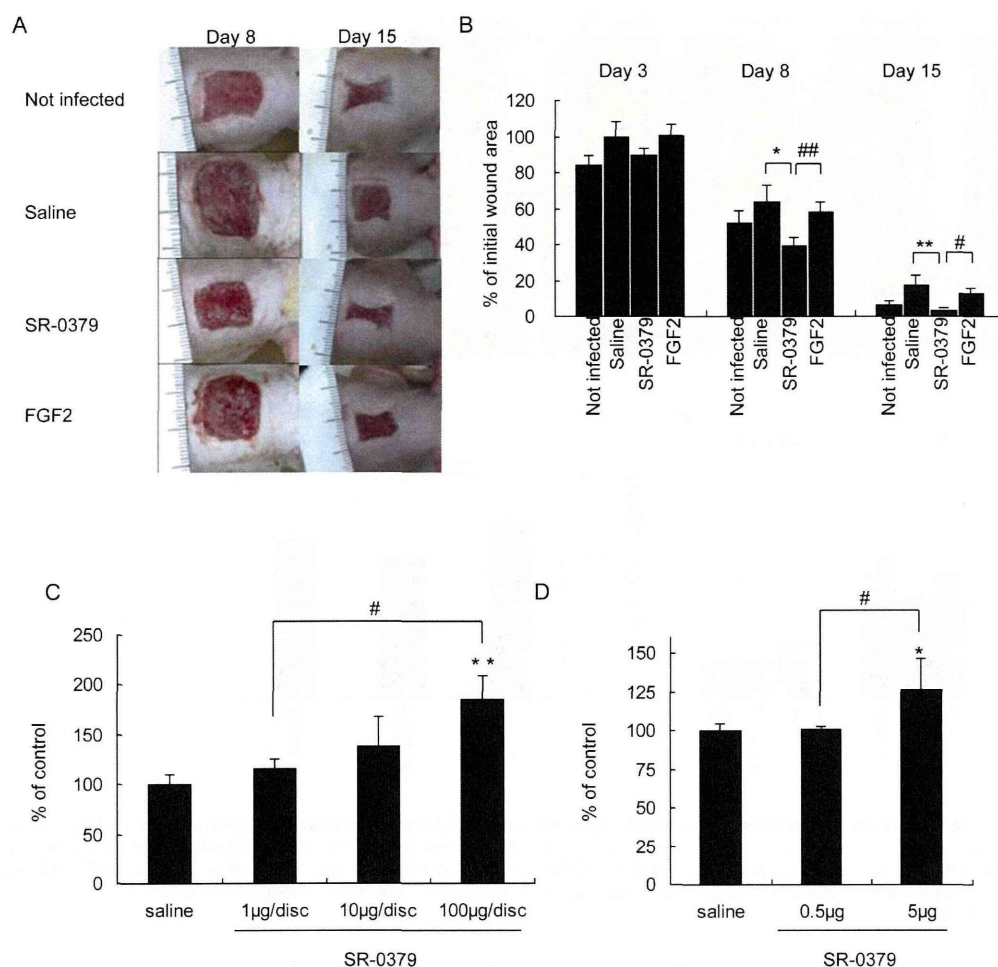 A
Day 8 Day 15
Not infected
Saline
SR-0379
FGF2
B
Day 3 Day 8 Day 15
% of initial wound area
120
100
80
60
40
20
0
* ##
** #
Not infected Saline SR-0379 FGF2 Not infected Saline SR-0379 FGF2 Not infected Saline SR-0379 FGF2
C
% of control
250
200
150
100
50
0
#
* *
saline 1µg/disc 10µg/disc 100µg/disc
SR-0379
D
% of control
150
125
100
75
50
25
0
#
*
saline 0.5µg 5µg
SR-0379